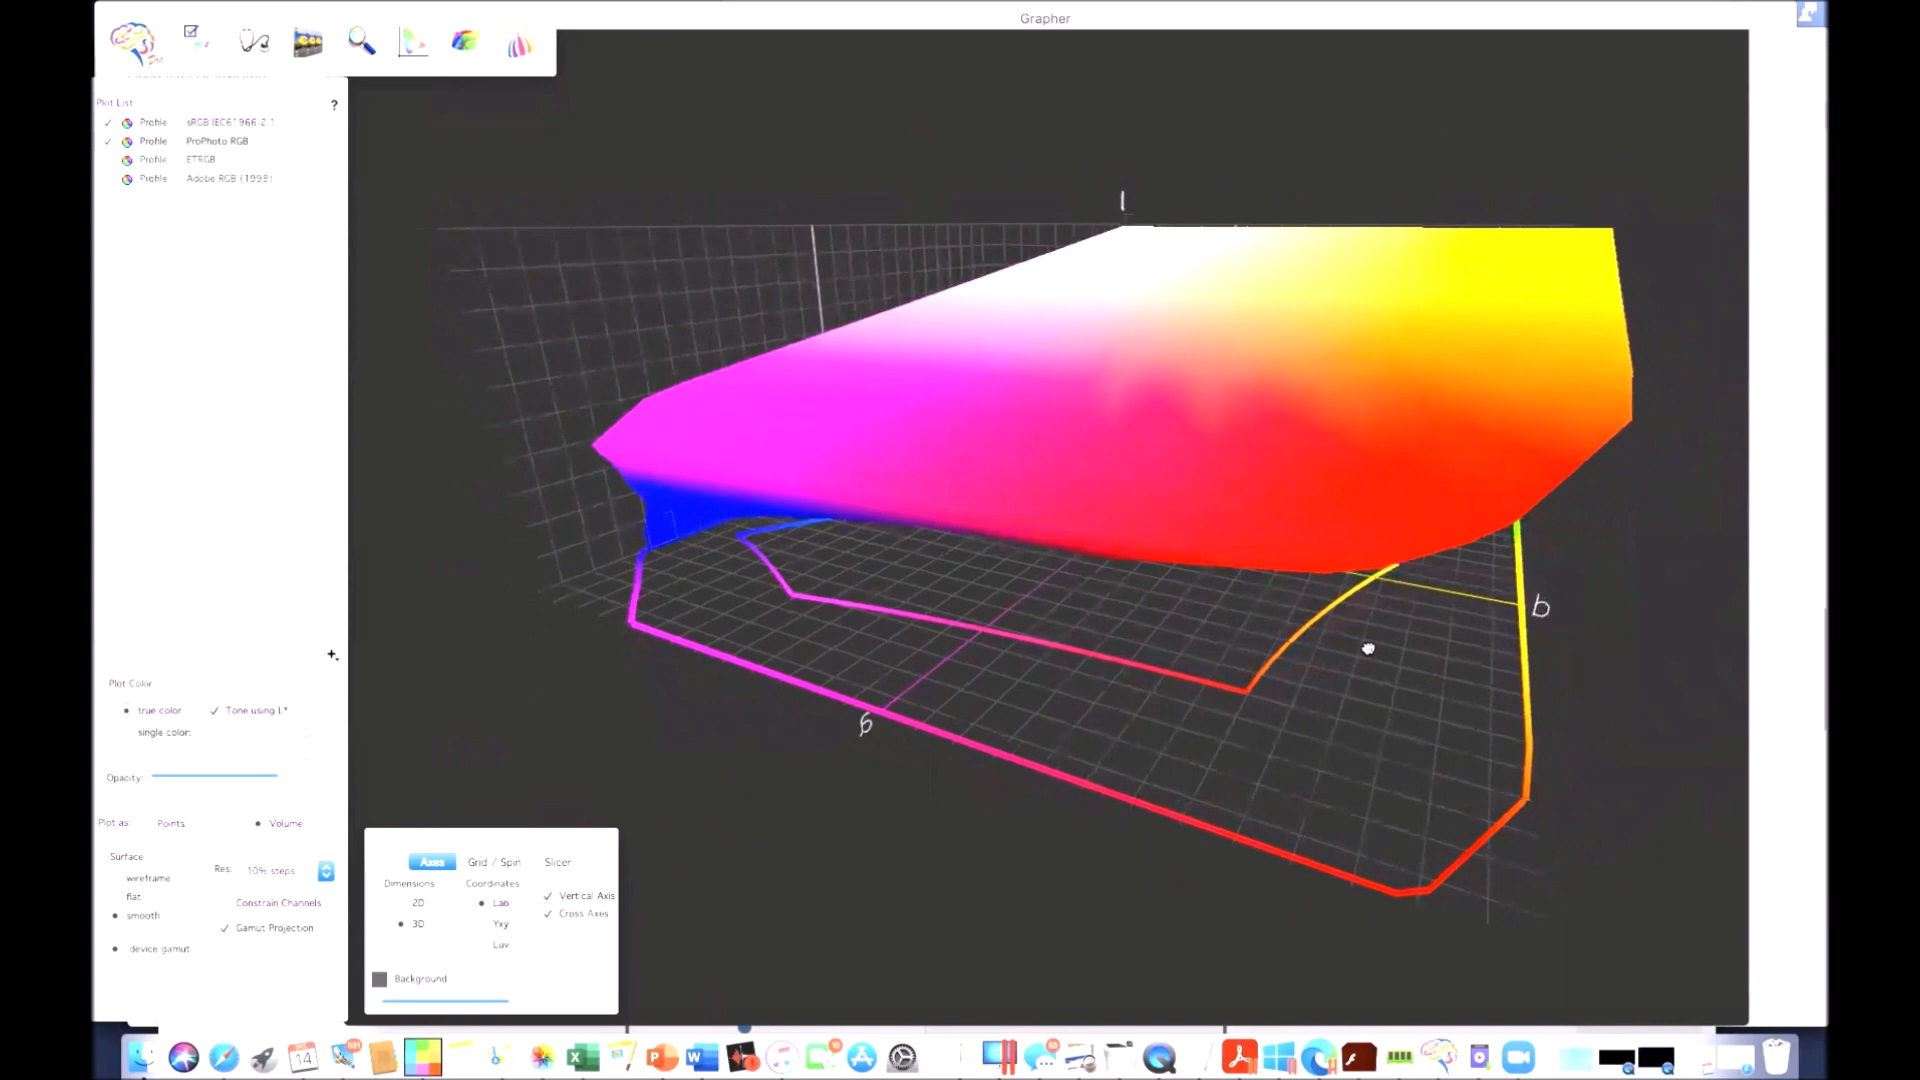 Grapher
Plot List
?
Profile sRGB IEC61966-2.1
Profile ProPhoto RGB
Profile ETRGB
Profile Adobe RGB (1998)
l
b
Plot Color
true color Tone using L*
single color:
Opacity:
Plot as: Points Volume
Surface
Res: 10% steps
wireframe
flat
Constrain Channels
smooth
Gamut Projection
device gamut
Axes Grid / Spin Slicer
Dimensions Coordinates
Vertical Axis
2D Lab
Cross Axes
3D Yxy
Luv
Background
14